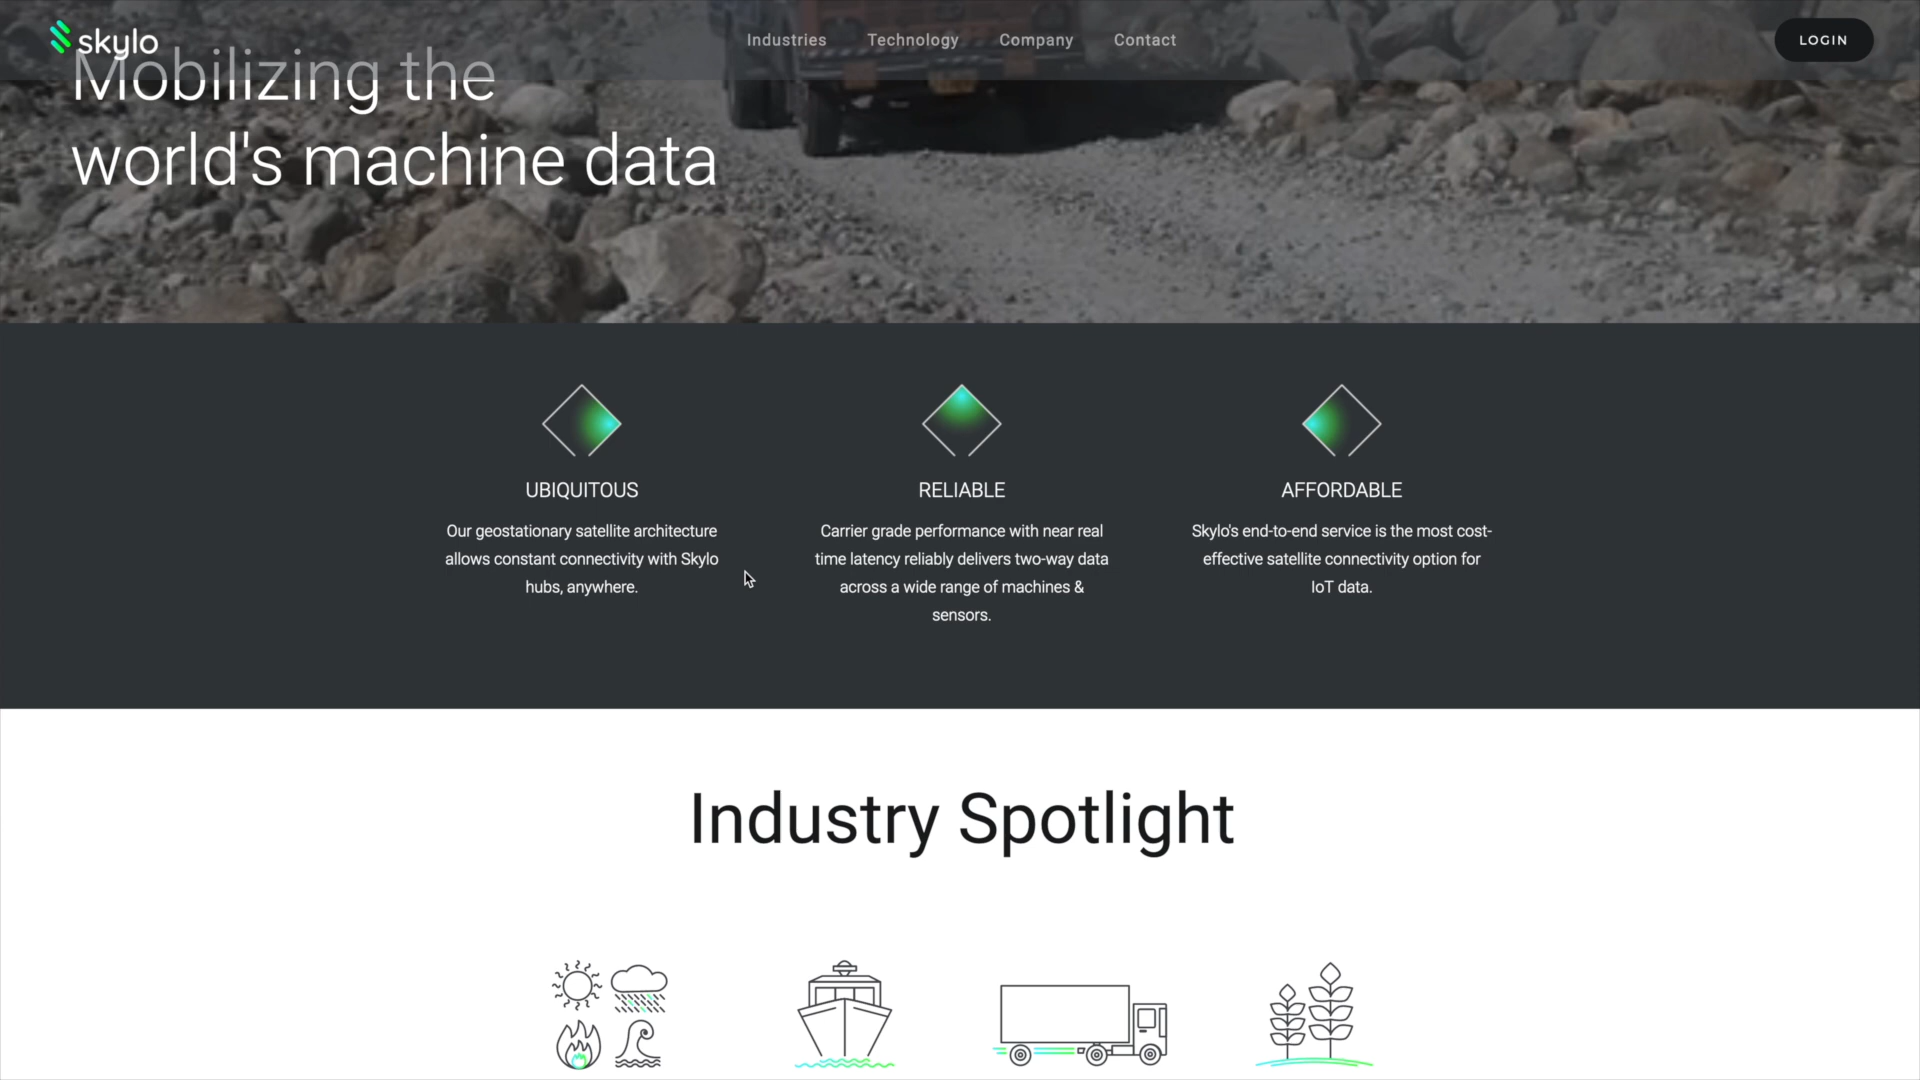 skylo
Industries
Technology
Company
Contact
LOGIN
Mobilizing the
world's machine data
UBIQUITOUS
Our geostationary satellite architecture
allows constant connectivity with Skylo
hubs, anywhere.
RELIABLE
Carrier grade performance with near real
time latency reliably delivers two-way data
across a wide range of machines &
sensors.
AFFORDABLE
Skylo's end-to-end service is the most cost-
effective satellite connectivity option for
IoT data.
Industry Spotlight